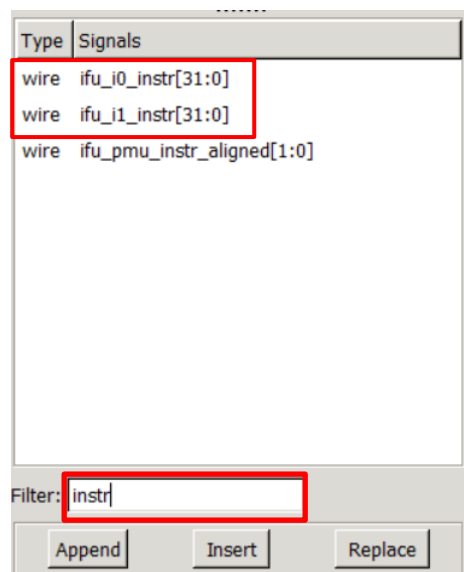 Type Signals
wire ifu_i0_instr[31:0]
wire ifu_i1_instr[31:0]
wire ifu_pmu_instr_aligned[1:0]
Filter: instr
Append Insert Replace